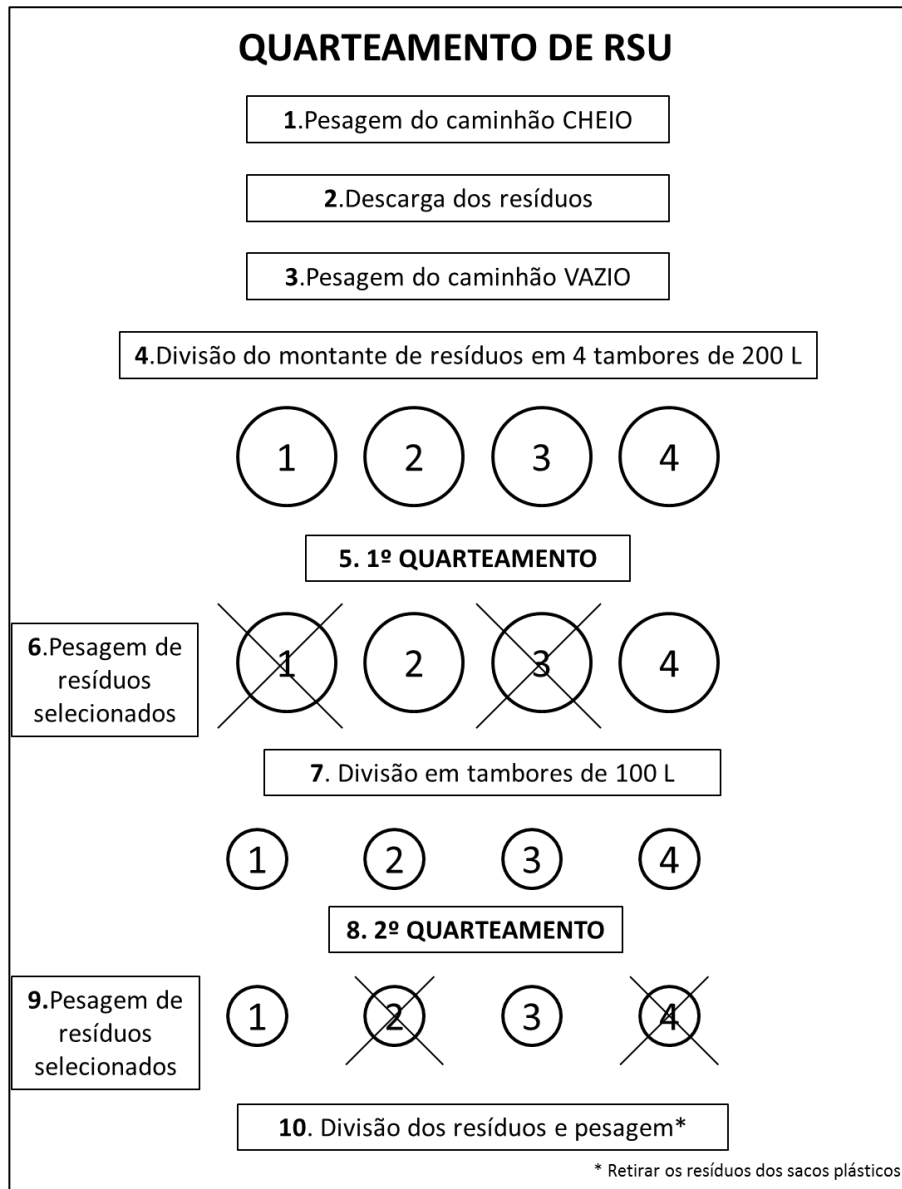 QUARTEAMENTO DE RSU
1.Pesagem do caminhão CHEIO
2.Descarga dos resíduos
3.Pesagem do caminhão VAZIO
4.Divisão do montante de resíduos em 4 tambores de 200 L
1 2 3 4
5. 1º QUARTEAMENTO
6.Pesagem de
resíduos
selecionados
1 2 3 4
7. Divisão em tambores de 100 L
1 2 3 4
8. 2º QUARTEAMENTO
9.Pesagem de
resíduos
selecionados
1 2 3 4
10. Divisão dos resíduos e pesagem*
* Retirar os resíduos dos sacos plásticos